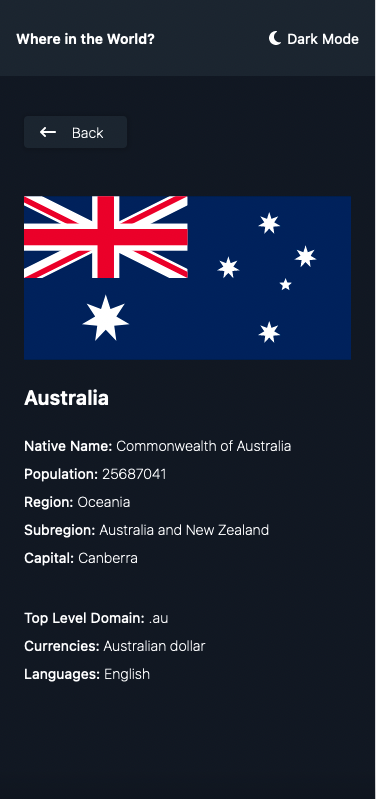 Where in the World?
Dark Mode
Back
Australia
Native Name: Commonwealth of Australia
Population: 25687041
Region: Oceania
Subregion: Australia and New Zealand
Capital: Canberra
Top Level Domain: .au
Currencies: Australian dollar
Languages: English